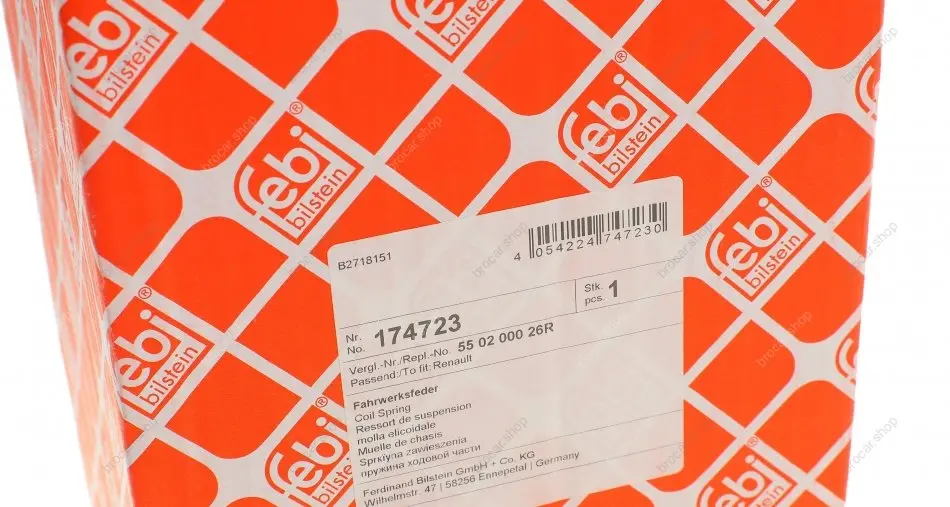 febi®
bilstein
febi®
bilstein
febi®
bilstein
febi®
bilstein
febi®
bilstein
febi®
bilstein
febi®
bilstein
bilstein
brocar.shop
B2718151
4 054224 747230
Nr.
No. 174723
Stk.
pcs. 1
Vergl.-Nr./Repl.-No. 55 02 000 26R
Passend:/To fit: Renault
Fahrwerksfeder
Coil Spring
Ressort de suspension
molla elicoidale
Muelle de chasis
Sprężyna zawieszenia
пружина ходовой части
Ferdinand Bilstein GmbH + Co. KG
Wilhelmstr. 47 | 58256 Ennepetal | Germany